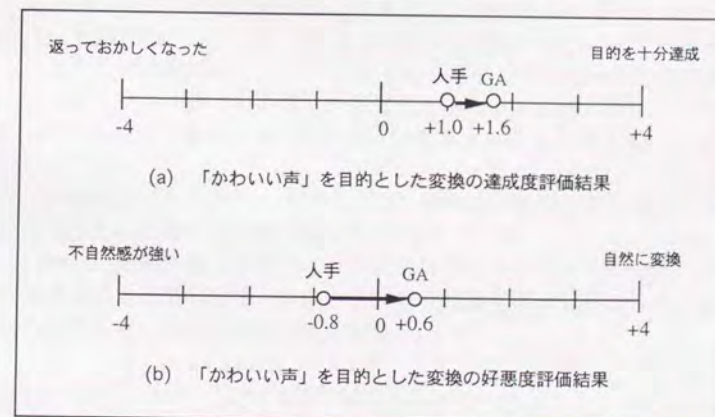 返っておかしくなった 目的を十分達成
人手 GA
-4 0 +1.0 +1.6 +4
(a) 「かわいい声」を目的とした変換の達成度評価結果
不自然感が強い 自然に変換
人手 GA
-4 -0.8 0 +0.6 +4
(b) 「かわいい声」を目的とした変換の好悪度評価結果